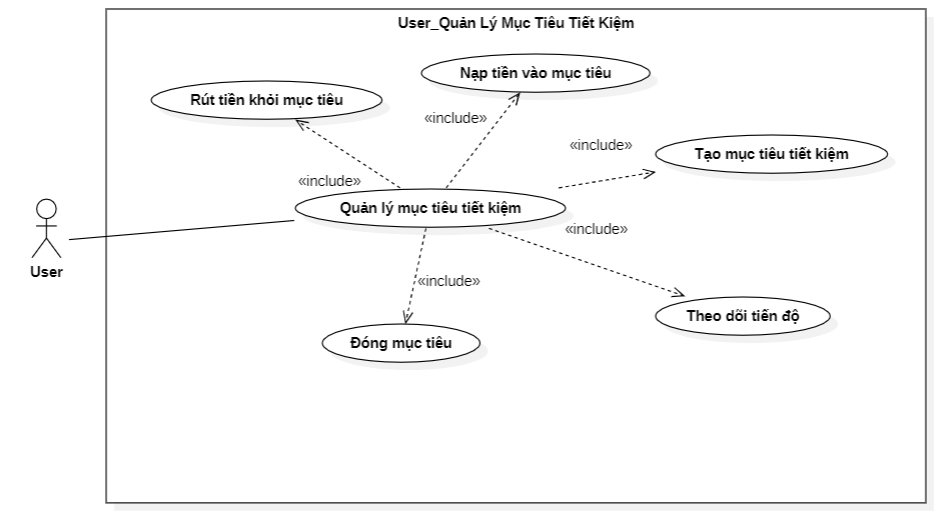 User_Quản Lý Mục Tiêu Tiết Kiệm
Nạp tiền vào mục tiêu
Rút tiền khỏi mục tiêu
«include»
«include»
Tạo mục tiêu tiết kiệm
«include»
Quản lý mục tiêu tiết kiệm
«include»
User
«include»
Theo dõi tiến độ
Đóng mục tiêu